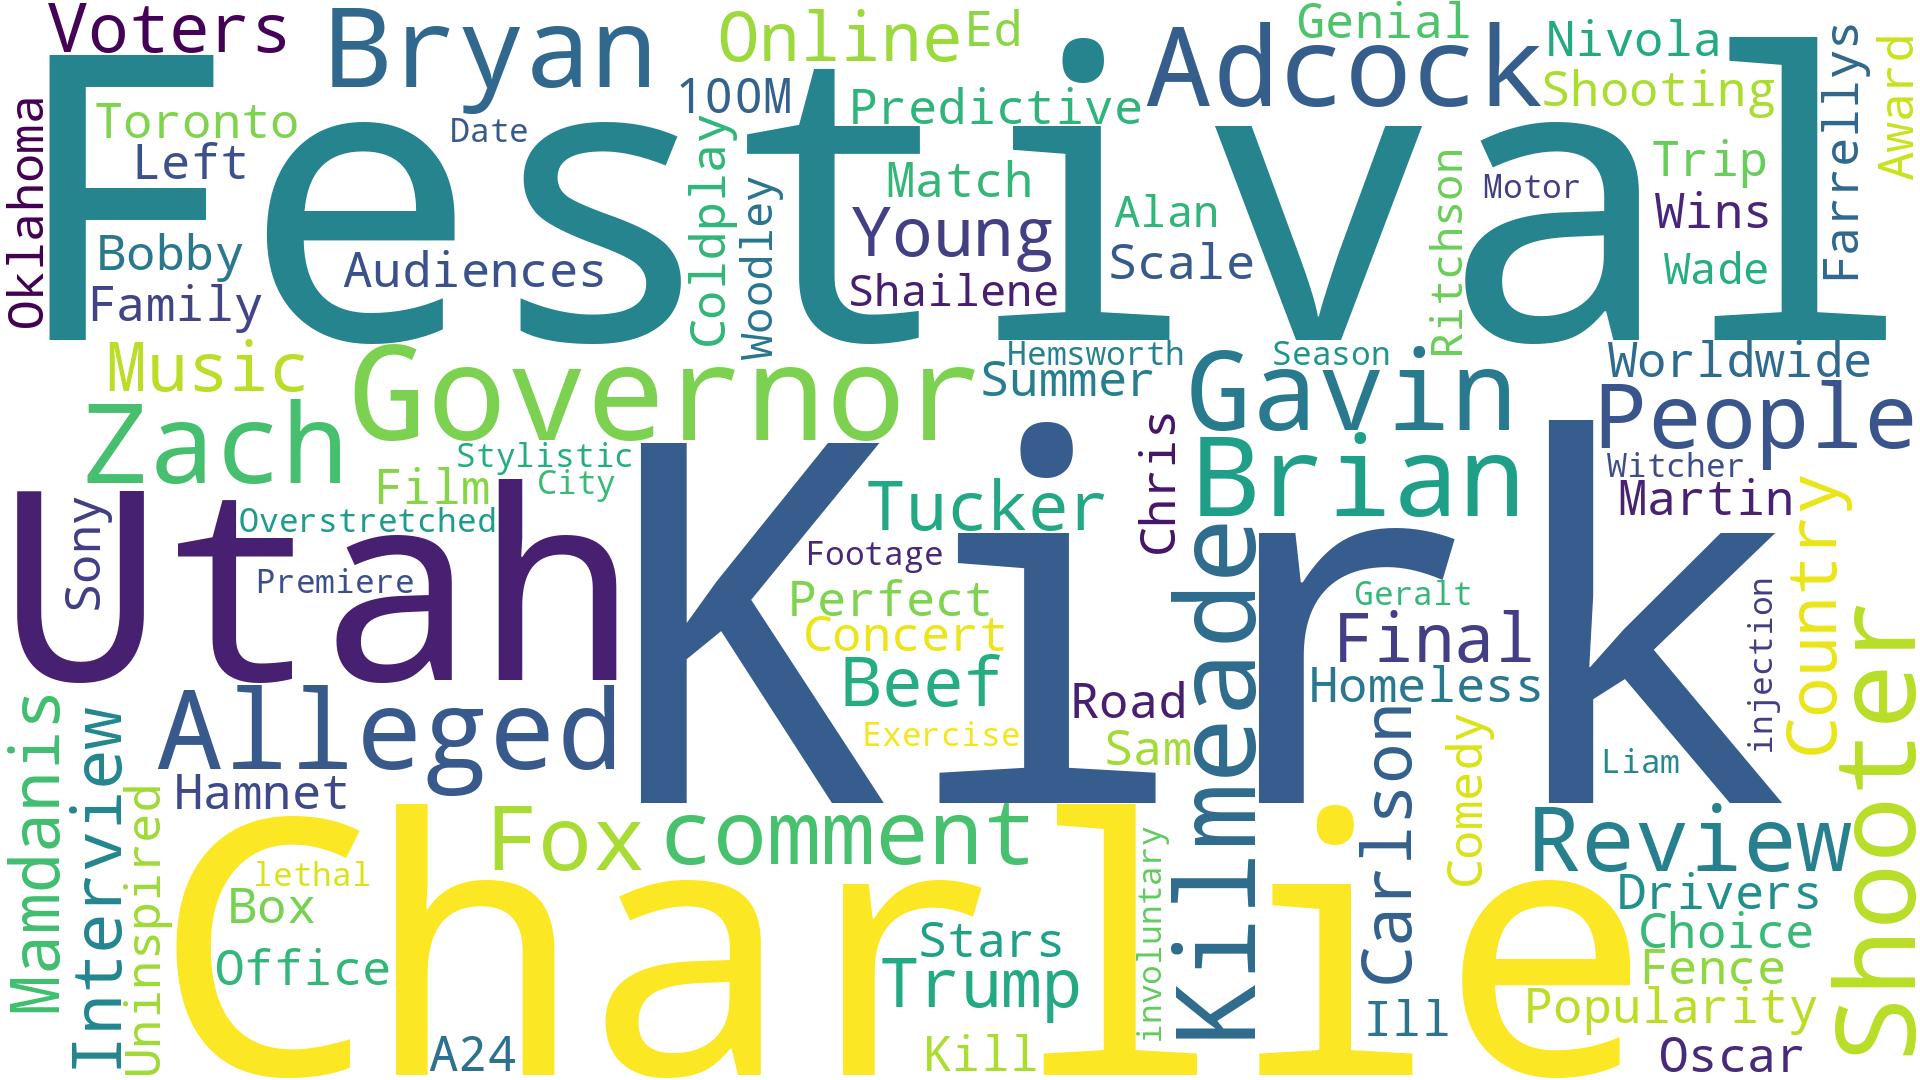 Voters
Bryan
Online
Ed
Genial
Nivola
Festival
Adcock
Shooting
Farrellys
Award
Oklahoma
Toronto
Left
Date
100M
Predictive
Coldplay
Woodley
Match
Alan
Ritchson
Motor
Trip
Wins
Bobby
Family
Audiences
Young
Shailene
Scale
Wade
Music
Governor
Hemsworth
Summer
Season
Gavin
Worldwide
People
Zach
Stylistic
City
Film
Chris
Brian
Witcher
Martin
Utah
Sony
Overstretched
Premiere
Kirk
Tucker
Footage
Perfect
Concert
Beef
Exercise
Road
Sam
Kilmeade
Geralt
Final
Homeless
injection
Country
Shooter
Alleged
Hamnet
Mamdanis
Interview
Uninspired
Carlson
Comedy
Liam
Charlie
Fox
comment
lethal
Box
Office
A24
Stars
Trump
Kill
involuntary
Ill
Review
Drivers
Choice
Fence
Popularity
Oscar